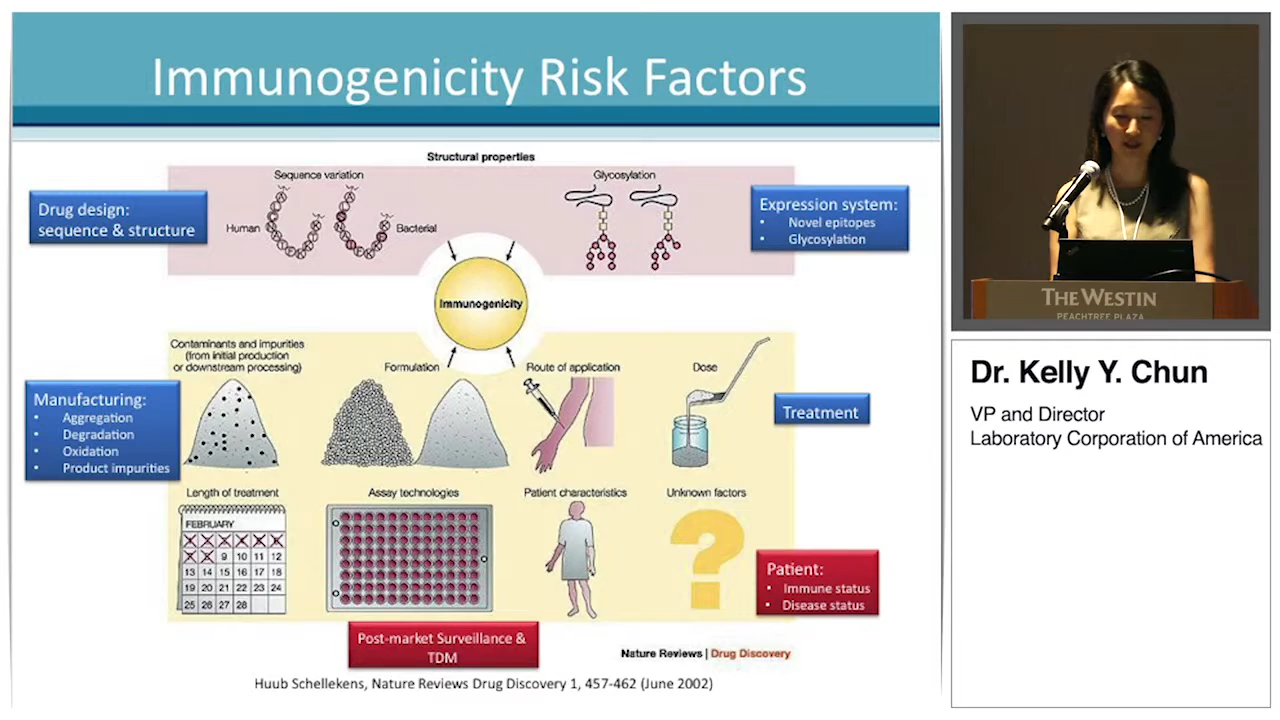 Immunogenicity Risk Factors
Structural properties
Sequence variation
Glycosylation
Drug design:
sequence & structure
Human
Bacterial
Expression system:
• Novel epitopes
• Glycosylation
Immunogenicity
Contaminants and impurities
(from initial production
or downstream processing)
Formulation
Route of application
Dose
Manufacturing:
• Aggregation
• Degradation
• Oxidation
• Product impurities
Treatment
Length of treatment
Assay technologies
Patient characteristics
Unknown factors
FEBRUARY
9 10 11 12
13 14 15 16 17 18
19 20 21 22 23 24
25 26 27 28
?
Patient:
• Immune status
• Disease status
Post-market Surveillance &
TDM
Nature Reviews | Drug Discovery
Huub Schellekens, Nature Reviews Drug Discovery 1, 457-462 (June 2002)
THE WESTIN
PEACHTREE PLAZA
Dr. Kelly Y. Chun
VP and Director
Laboratory Corporation of America